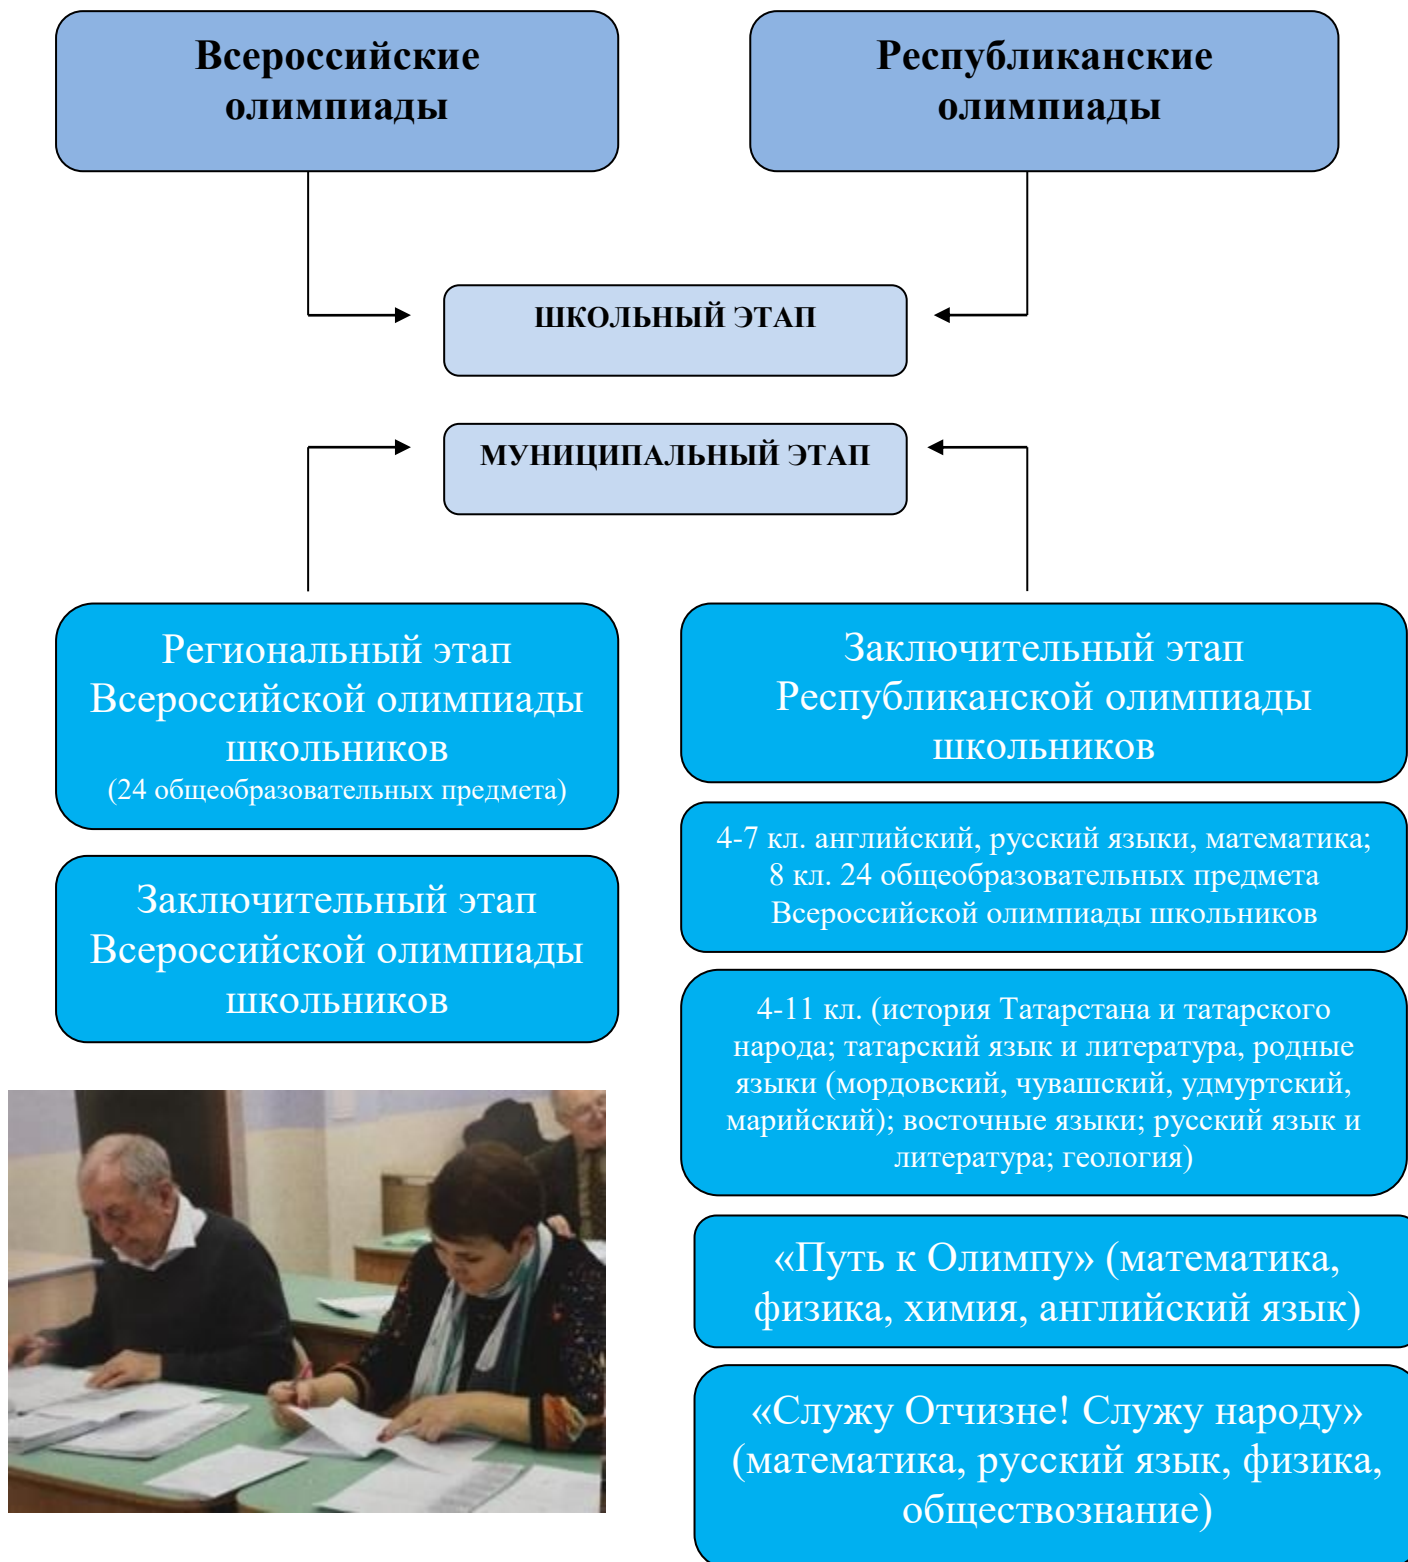 Всероссийские
олимпиады
Республиканские
олимпиады
ШКОЛЬНЫЙ ЭТАП
МУНИЦИПАЛЬНЫЙ ЭТАП
Региональный этап
Всероссийской олимпиады
школьников
(24 общеобразовательных предмета)
Заключительный этап
Всероссийской олимпиады
школьников
Заключительный этап
Республиканской олимпиады
школьников
4-7 кл. английский, русский языки, математика;
8 кл. 24 общеобразовательных предмета
Всероссийской олимпиады школьников
4-11 кл. (история Татарстана и татарского
народа; татарский язык и литература, родные
языки (мордовский, чувашский, удмуртский,
марийский); восточные языки; русский язык и
литература; геология)
«Путь к Олимпу» (математика,
физика, химия, английский язык)
«Служу Отчизне! Служу народу»
(математика, русский язык, физика,
обществознание)